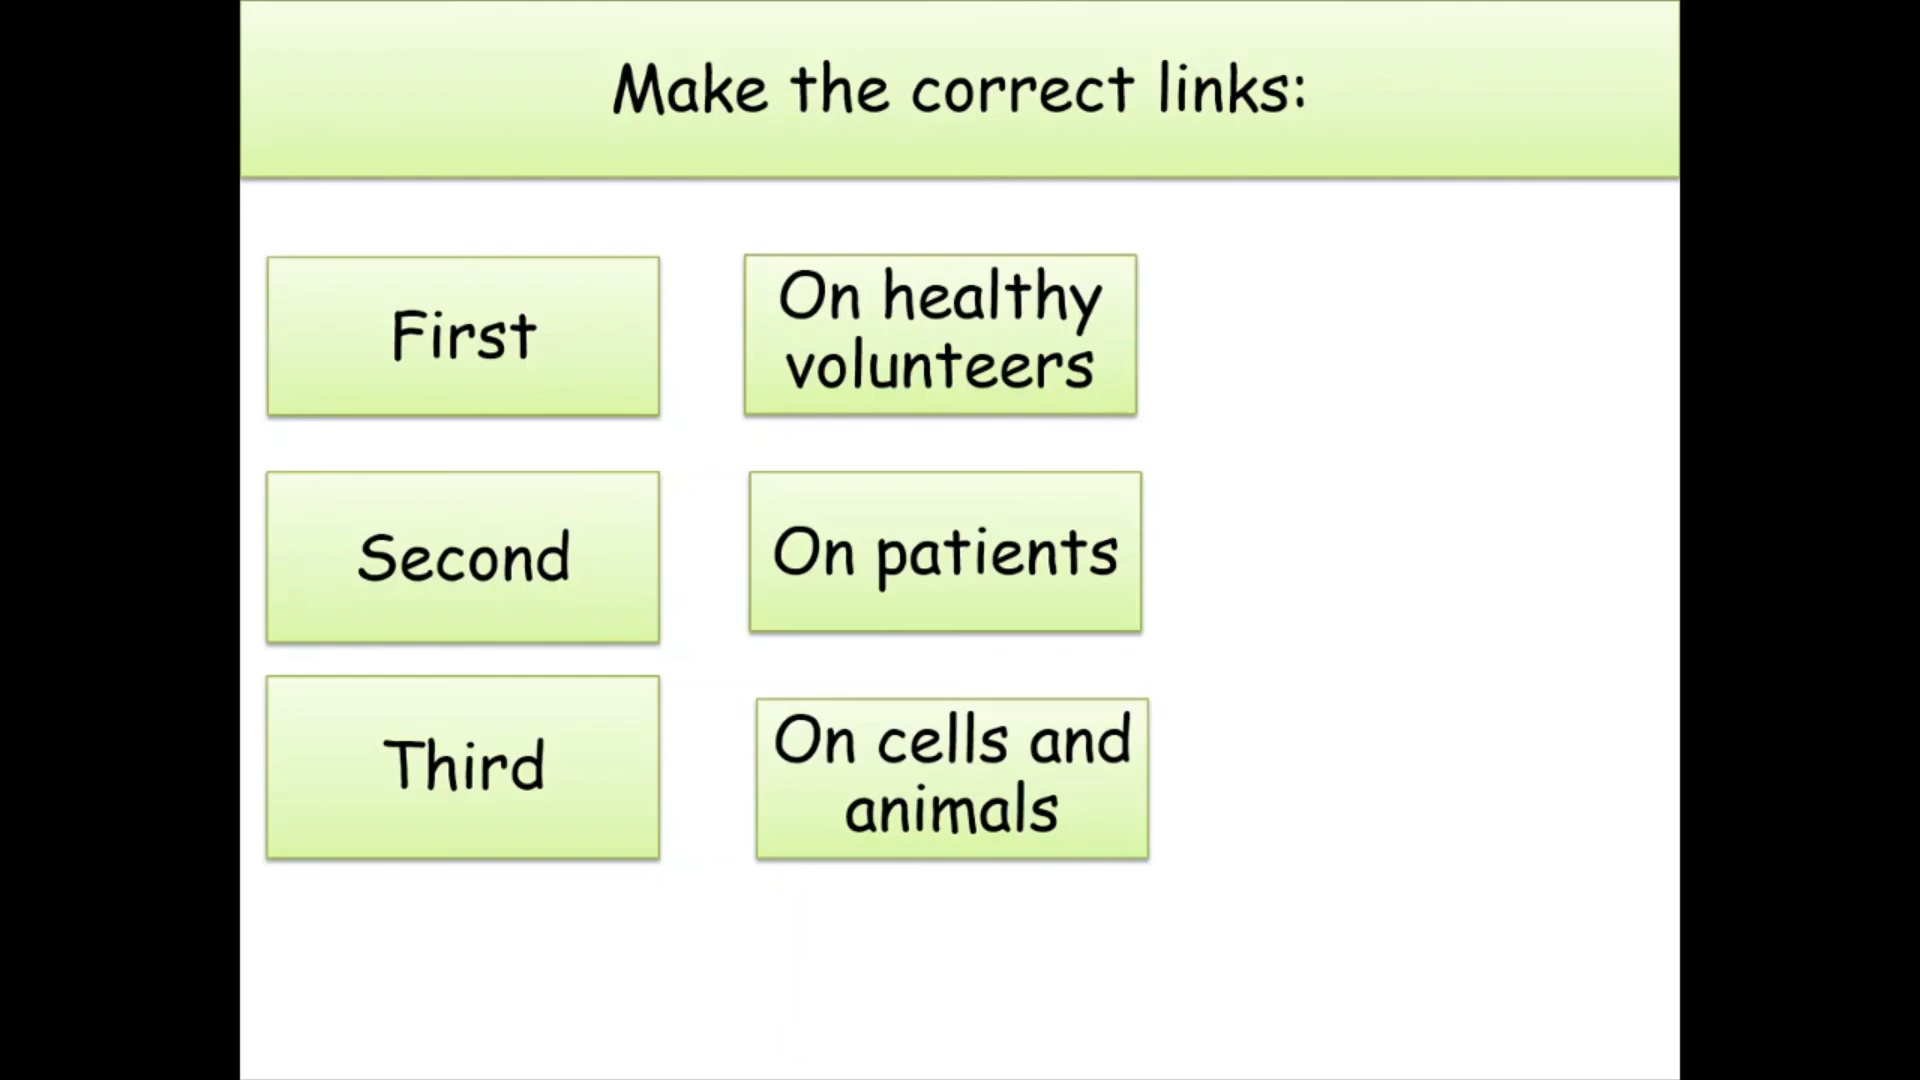 Make the correct links:
First
On healthy
volunteers
Second
On patients
Third
On cells and
animals